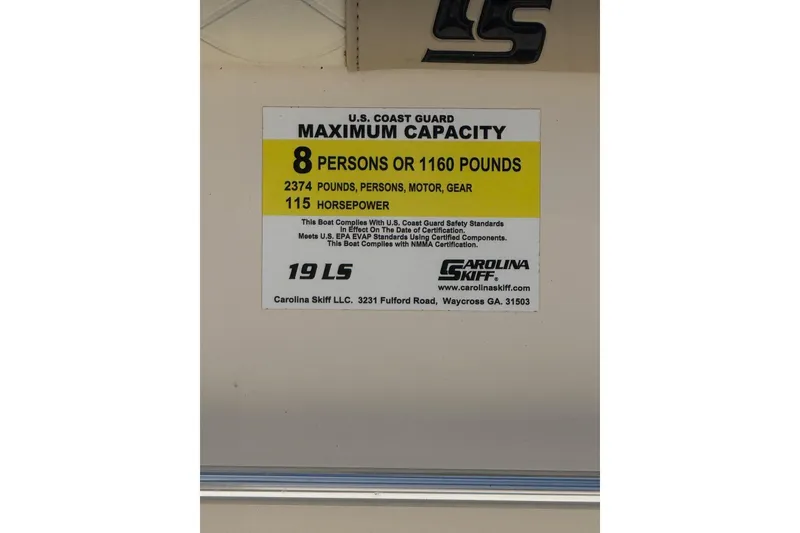 LS
U.S. COAST GUARD
MAXIMUM CAPACITY
8 PERSONS OR 1160 POUNDS
2374 POUNDS, PERSONS, MOTOR, GEAR
115 HORSEPOWER
This Boat Complies With U.S. Coast Guard Safety Standards
In Effect On The Date of Certification.
Meets U.S. EPA EVAP Standards Using Certified Components.
This Boat Complies with NMMA Certification.
19 LS
CAROLINA
SKIFF®
www.carolinaskiff.com
Carolina Skiff LLC. 3231 Fulford Road, Waycross GA. 31503